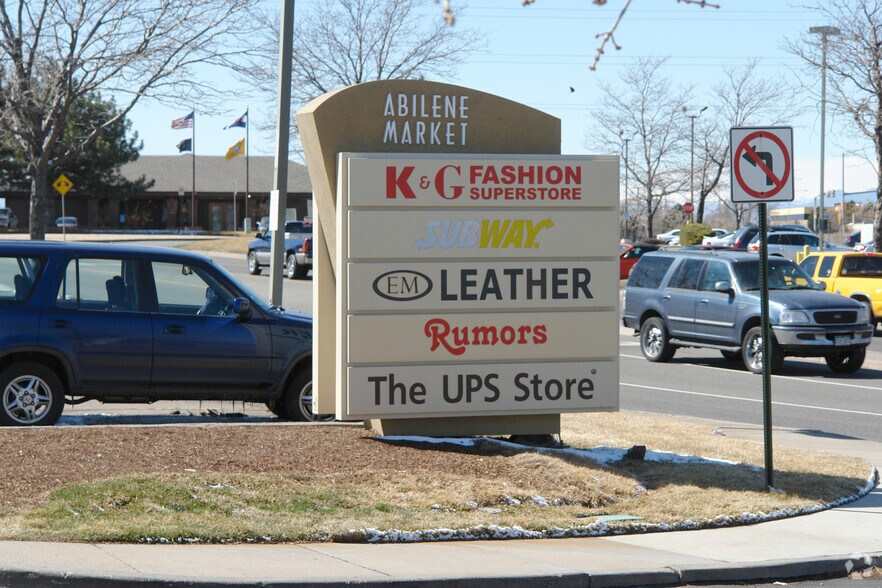 ABILENE
MARKET
K & G FASHION
SUPERSTORE
SUBWAY
EM LEATHER
Rumors
The UPS Store